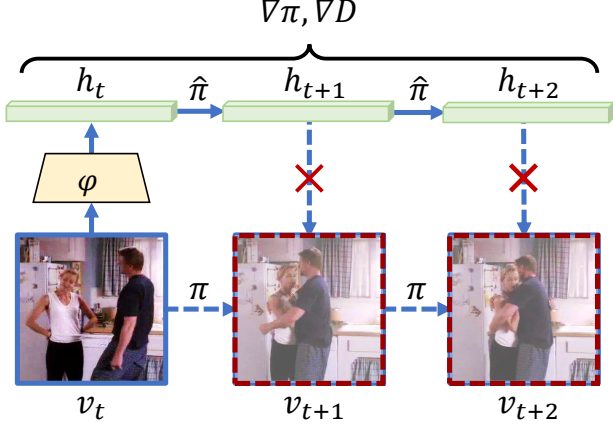 ∇π, ∇D
h_t π̂ h_{t+1} π̂ h_{t+2}
φ
π π
v_t v_{t+1} v_{t+2}